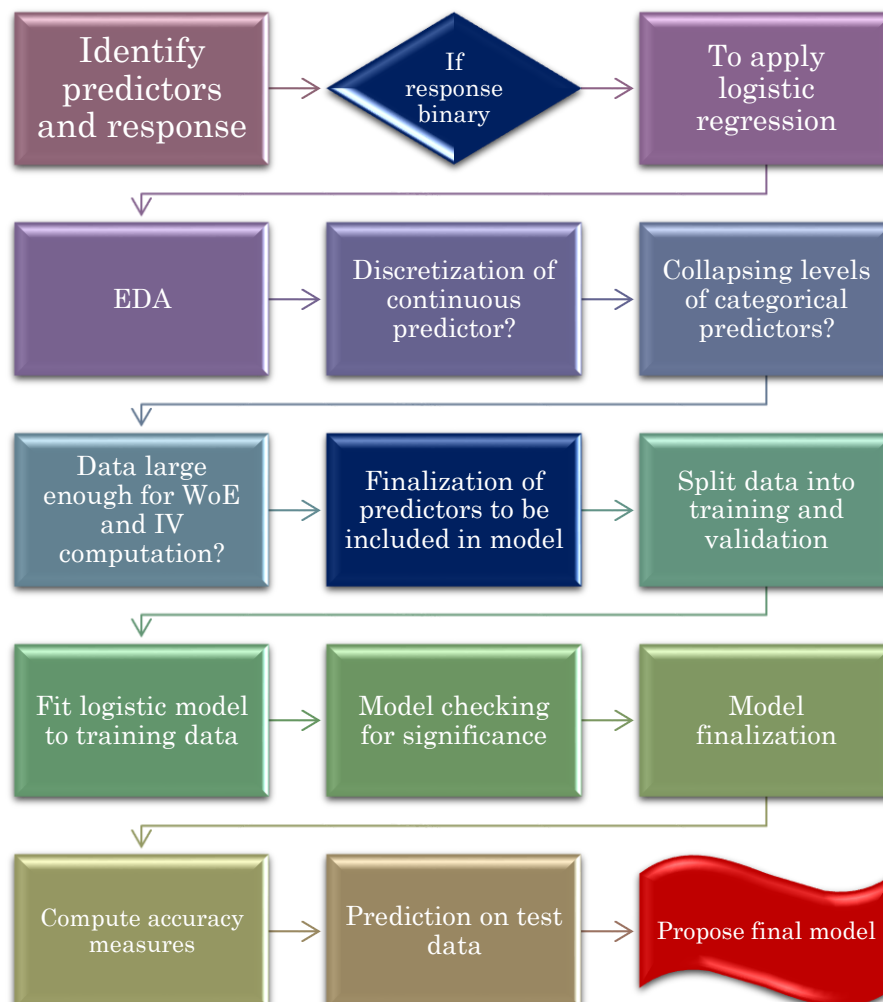 Identify
predictors
and response
If
response
binary
To apply
logistic
regression
EDA
Discretization of
continuous
predictor?
Collapsing levels
of categorical
predictors?
Data large
enough for WoE
and IV
computation?
Finalization of
predictors to be
included in model
Split data into
training and
validation
Fit logistic model
to training data
Model checking
for significance
Model
finalization
Compute accuracy
measures
Prediction on test
data
Propose final model